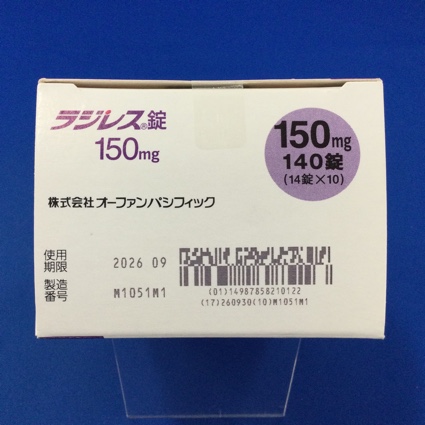 ラジレス®錠
150mg
150mg
140錠
(14錠×10)
株式会社 オーファンパシフィック
使用
期限
2026 09
製造
番号
M1051M1
(01)14987858210122
(17)260930(10)M1051M1